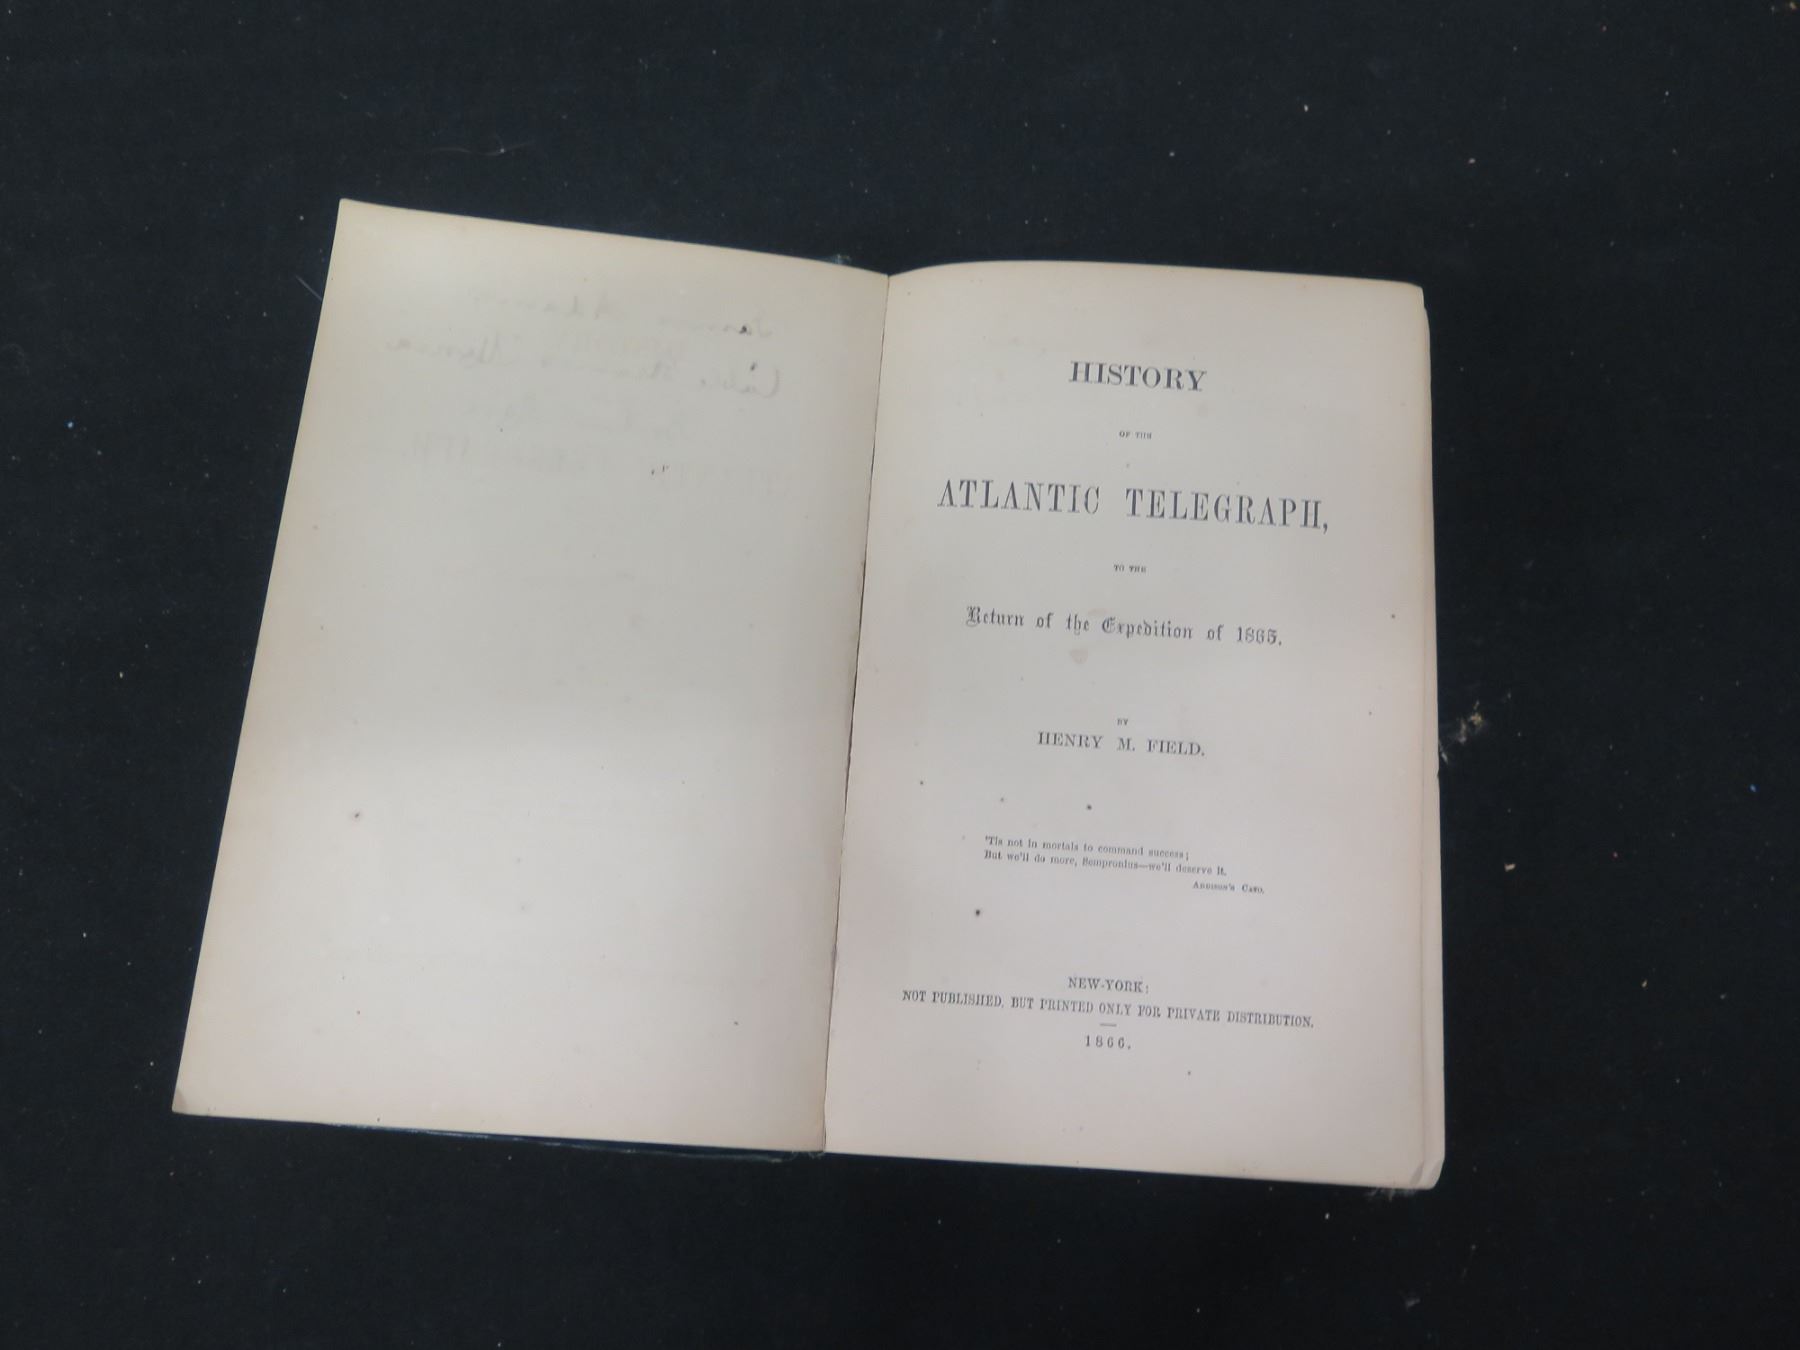 HISTORY
OF THE
ATLANTIC TELEGRAPH,
TO THE
Return of the Expedition of 1865.
BY
HENRY M. FIELD.
'Tis not in mortals to command success;
But we'll do more, Sempronius—we'll deserve it.
ADDISON'S CATO.
NEW-YORK:
NOT PUBLISHED, BUT PRINTED ONLY FOR PRIVATE DISTRIBUTION.
1866.